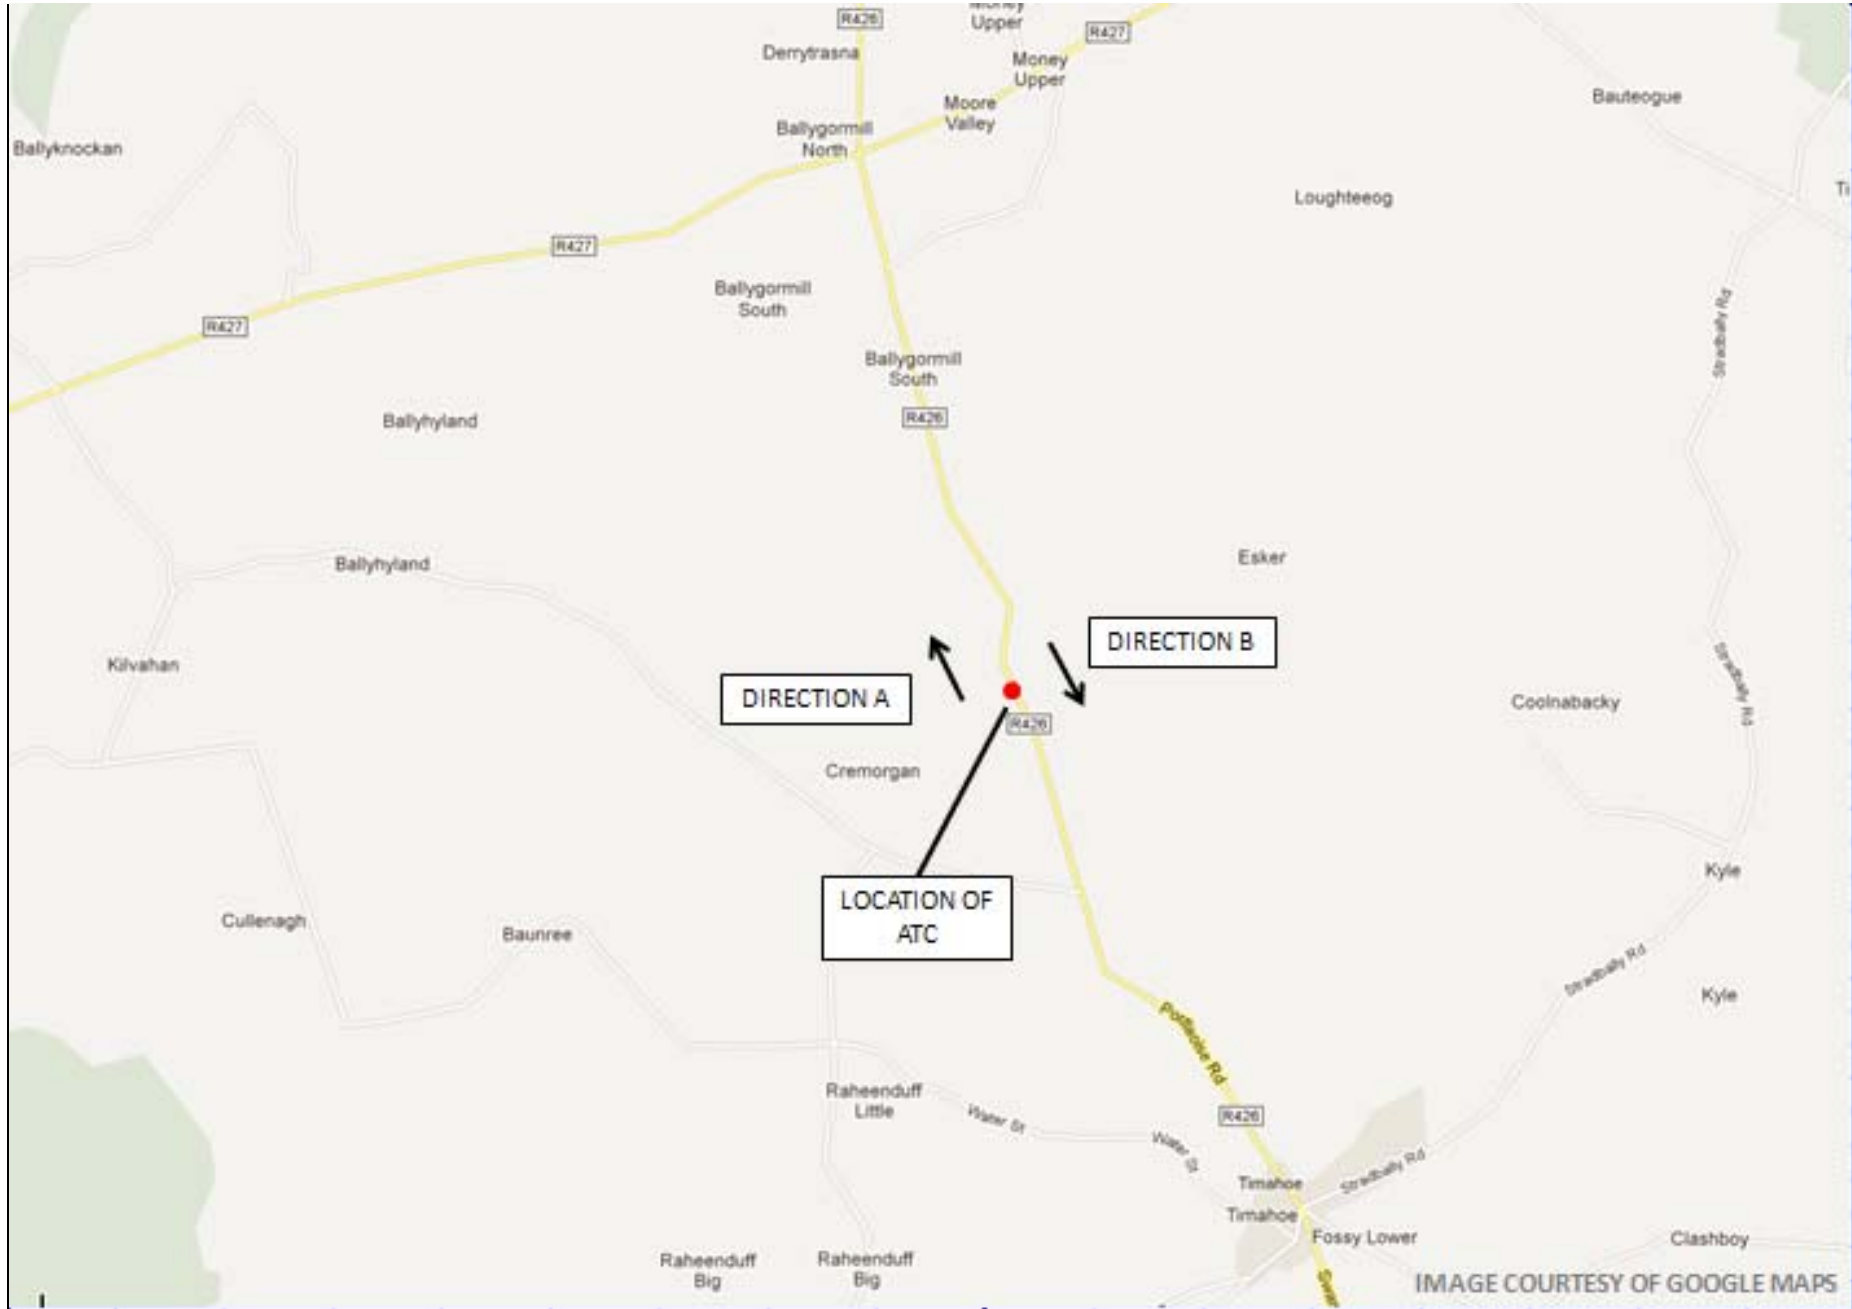 R426
Upper
R427
Derrytrasna
Money
Upper
Bauteogue
Moore
Valley
Ballygormill
North
Ballyknockan
Loughteeog
R427
Ballygormill
South
R427
Stradbally Rd
Ballygormill
South
R426
Ballyhyland
Esker
Ballyhyland
DIRECTION B
Kilvahan
DIRECTION A
Stradbally Rd
Coolnabacky
R426
Cremorgan
Kyle
LOCATION OF
ATC
Cullenagh
Baunree
Stradbally Rd
Kyle
Portlaoise Rd
Raheenduff
Little
Water St
R426
Water St
Stradbally Rd
Timahoe
Timahoe
Fossy Lower
Clashboy
Raheenduff
Big
Raheenduff
Big
IMAGE COURTESY OF GOOGLE MAPS